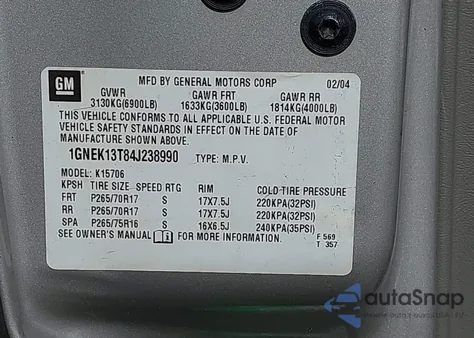 GM
MFD BY GENERAL MOTORS CORP 02/04
GVWR GAWR FRT GAWR RR
3130KG(6900LB) 1633KG(3600LB) 1814KG(4000LB)
THIS VEHICLE CONFORMS TO ALL APPLICABLE U.S. FEDERAL MOTOR
VEHICLE SAFETY STANDARDS IN EFFECT ON THE DATE OF
MANUFACTURE SHOWN ABOVE.
1GNEK13T84J238990 TYPE: M.P.V.
MODEL: K15706
KPSH TIRE SIZE SPEED RTG RIM COLD TIRE PRESSURE
FRT P265/70R17 S 17X7.5J 220KPA(32PSI)
RR P265/70R17 S 17X7.5J 220KPA(32PSI)
SPA P265/75R16 S 16X6.5J 240KPA(35PSI)
SEE OWNER'S MANUAL FOR MORE INFORMATION.
F 569
T 357
autoSnap